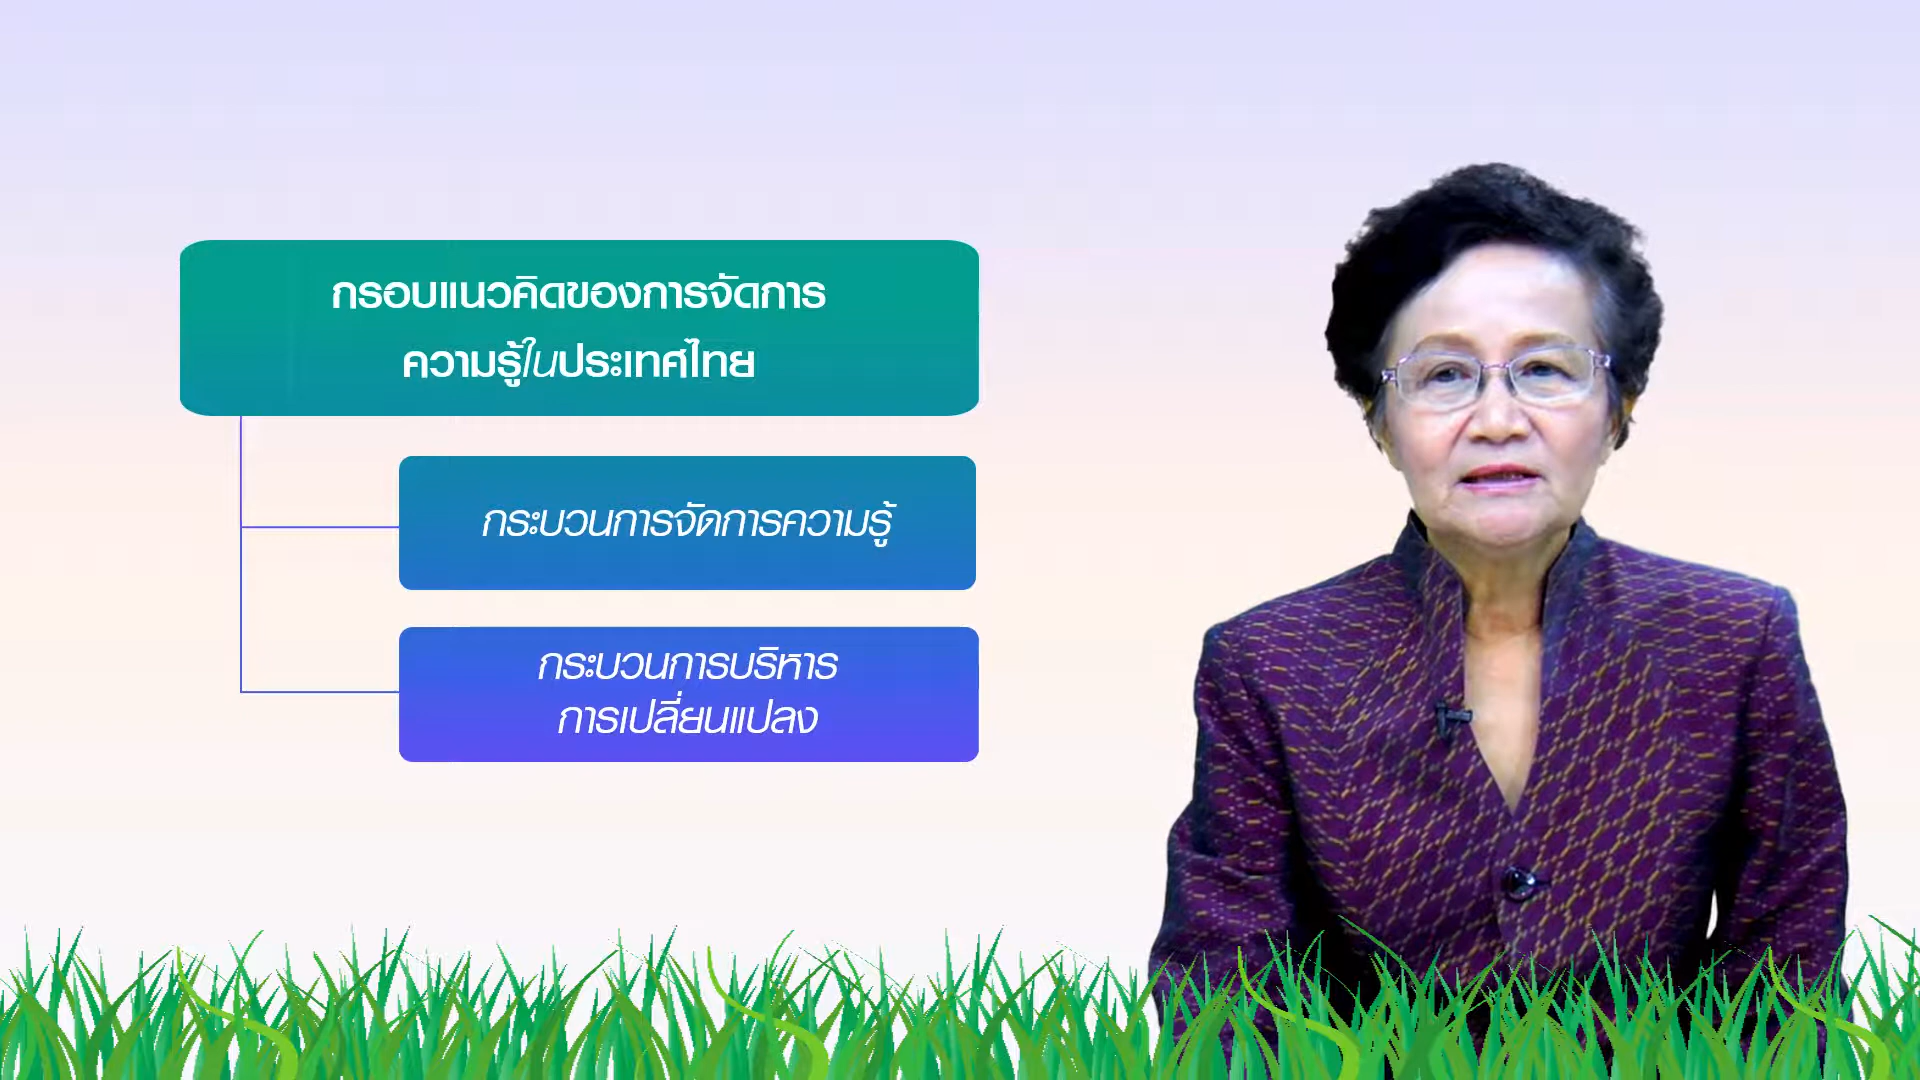 กรอบแนวคิดของการจัดการ
ความรู้ในประเทศไทย
กระบวนการจัดการความรู้
กระบวนการบริหาร
การเปลี่ยนแปลง